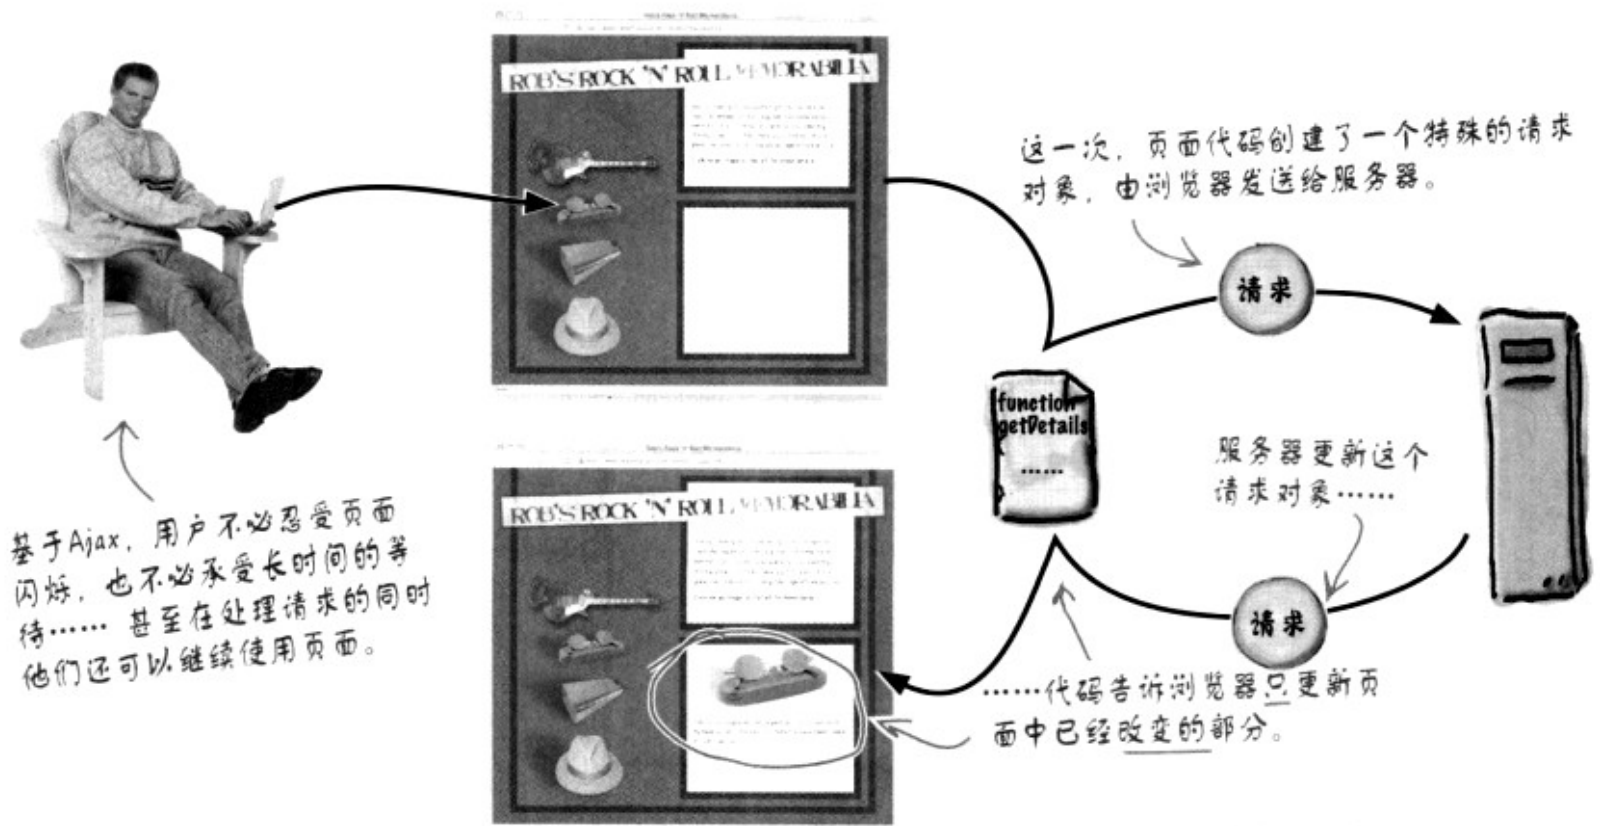 ROB'S ROCK 'N' ROLL MEMORABILIA
这一次，页面代码创建了一个特殊的请求
对象，由浏览器发送给服务器。
请求
function
getDetails
……
服务器更新这个
请求对象……
请求
ROB'S ROCK 'N' ROLL MEMORABILIA
……代码告诉浏览器只更新页
面中已经改变的部分。
基于Ajax，用户不必忍受页面
闪烁，也不必承受长时间的等
待……甚至在处理请求的同时
他们还可以继续使用页面。